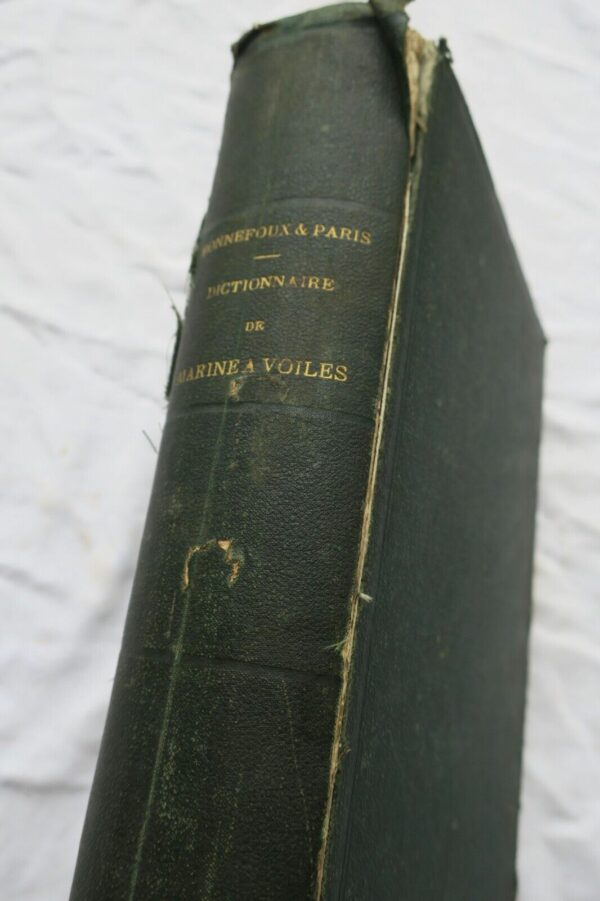 BONNEFOUX & PARIS
DICTIONNAIRE
DE
MARINE A VOILES